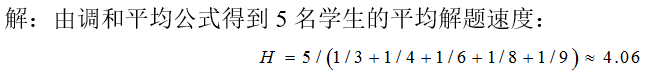 解：由调和平均公式得到 5 名学生的平均解题速度：
H = 5 / (1 / 3 + 1 / 4 + 1 / 6 + 1 / 8 + 1 / 9 ) ≈ 4.06